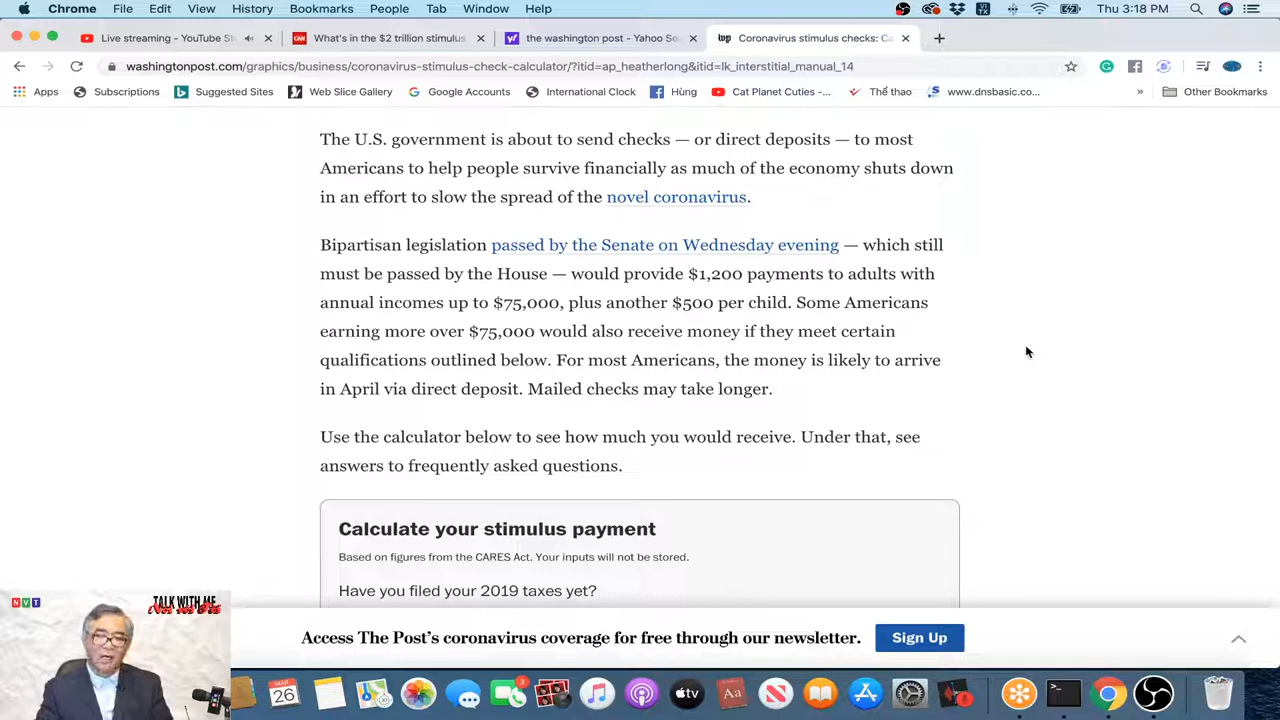 Chrome File Edit View History Bookmarks People Tab Window Help Thu 3:18 PM
Live streaming - YouTube St What's in the $2 trillion stimulus the washington post - Yahoo Se Coronavirus stimulus checks: Ca
washingtonpost.com/graphics/business/coronavirus-stimulus-check-calculator/?itid=ap_heatherlong&itid=lk_interstitial_manual_14
Apps Subscriptions Suggested Sites Web Slice Gallery Google Accounts International Clock Hùng Cat Planet Cuties -... Thể thao www.dnsbasic.co... » Other Bookmarks
The U.S. government is about to send checks — or direct deposits — to most
Americans to help people survive financially as much of the economy shuts down
in an effort to slow the spread of the novel coronavirus.
Bipartisan legislation passed by the Senate on Wednesday evening — which still
must be passed by the House — would provide $1,200 payments to adults with
annual incomes up to $75,000, plus another $500 per child. Some Americans
earning more over $75,000 would also receive money if they meet certain
qualifications outlined below. For most Americans, the money is likely to arrive
in April via direct deposit. Mailed checks may take longer.
Use the calculator below to see how much you would receive. Under that, see
answers to frequently asked questions.
Calculate your stimulus payment
Based on figures from the CARES Act. Your inputs will not be stored.
Have you filed your 2019 taxes yet?
NVT
TALK WITH ME
Access The Post's coronavirus coverage for free through our newsletter. Sign Up
MAR
26
3
tv
Aa